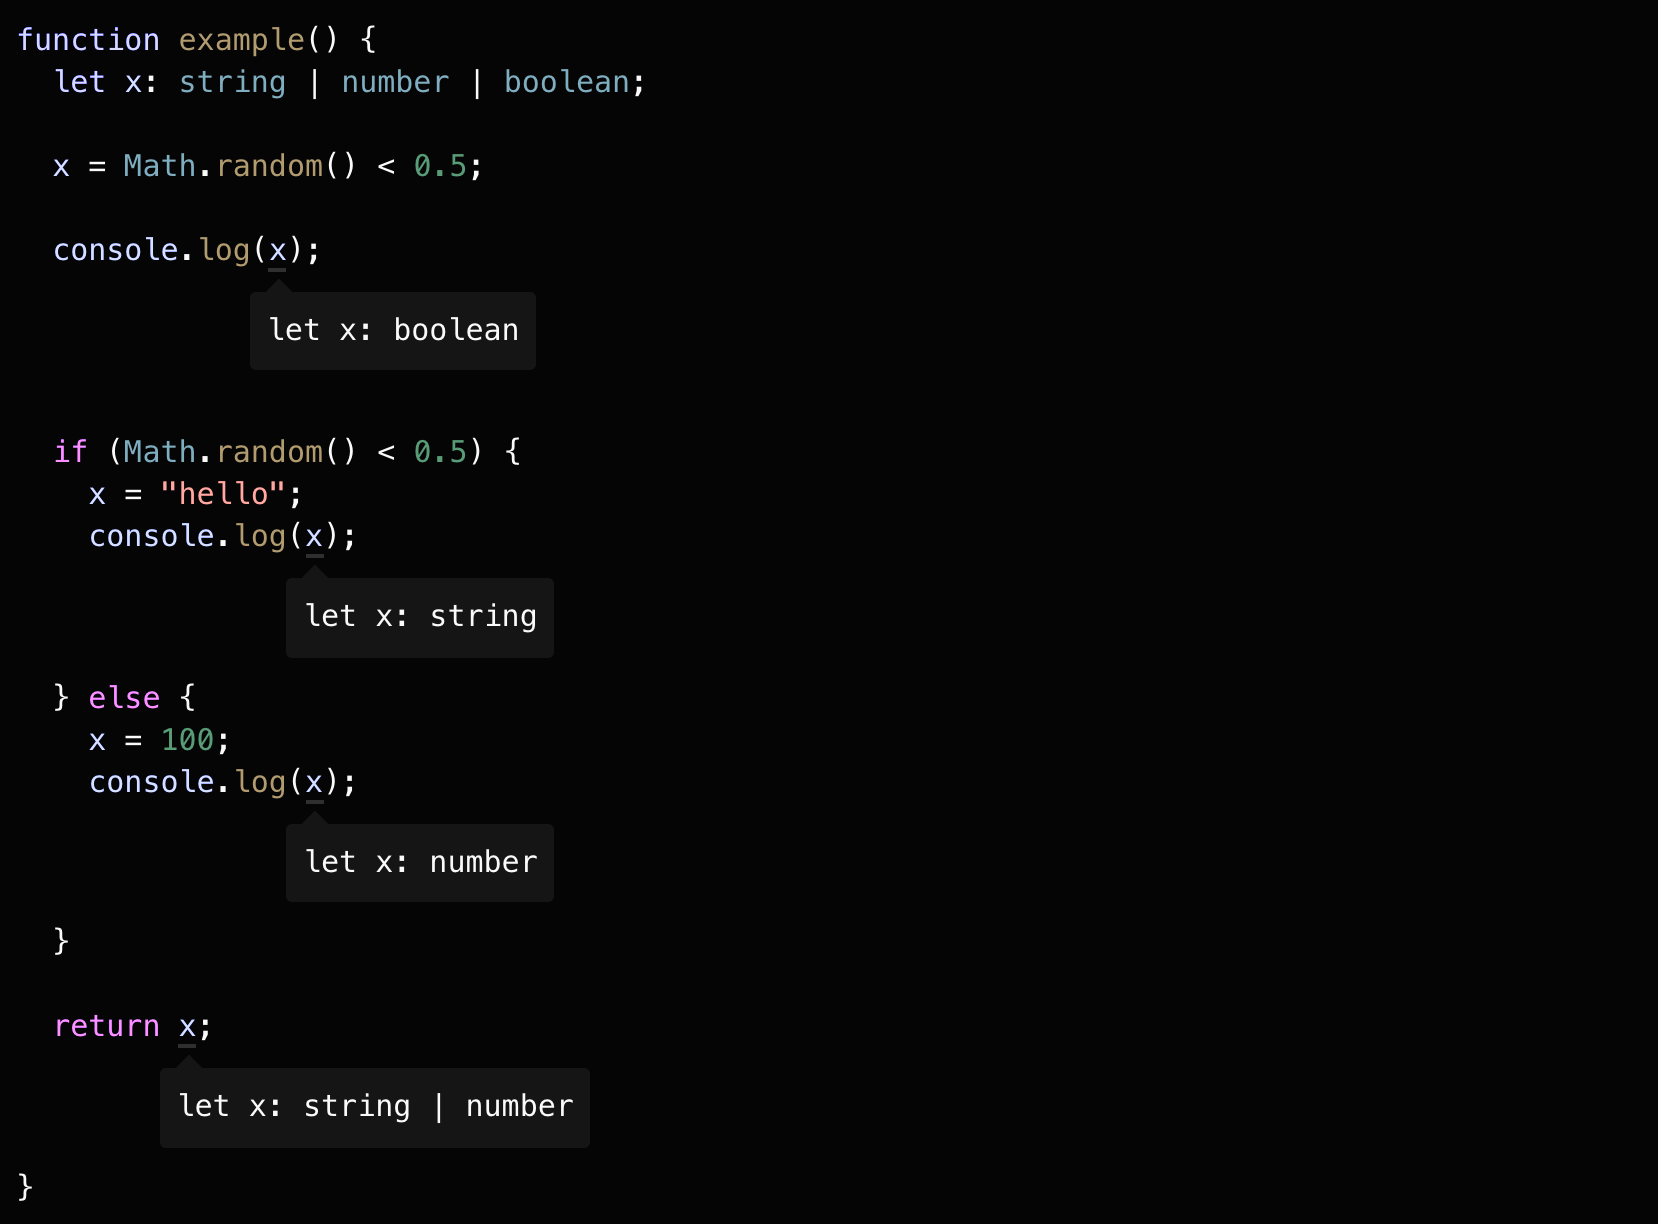 function example() {
  let x: string | number | boolean;

  x = Math.random() < 0.5;

  console.log(x);
let x: boolean

  if (Math.random() < 0.5) {
    x = "hello";
    console.log(x);
let x: string
  } else {
    x = 100;
    console.log(x);
let x: number
  }

  return x;
let x: string | number
}